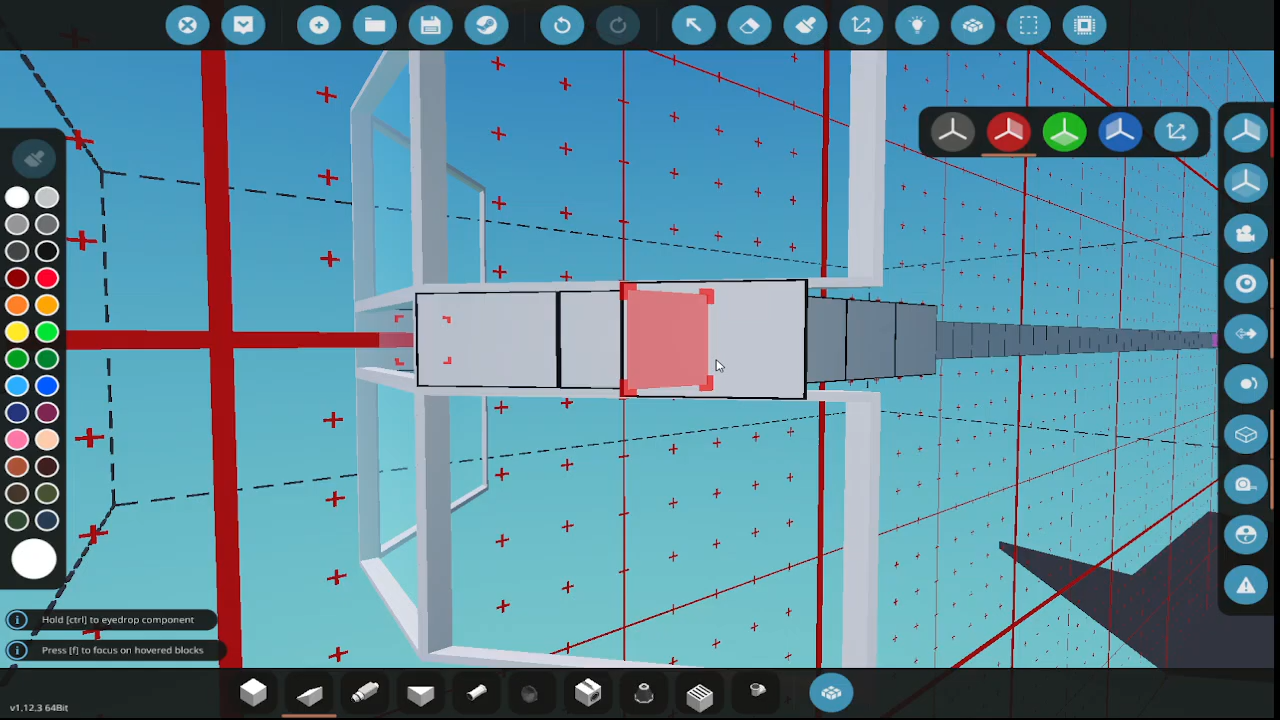 Hold [ctrl] to eyedrop component
Press [f] to focus on hovered blocks
v1.12.3 64Bit